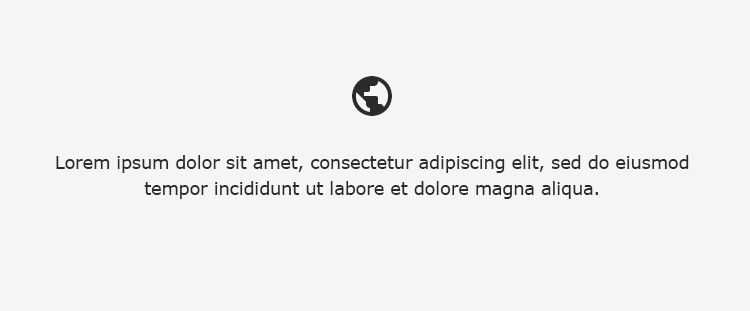 Lorem ipsum dolor sit amet, consectetur adipiscing elit, sed do eiusmod
tempor incididunt ut labore et dolore magna aliqua.